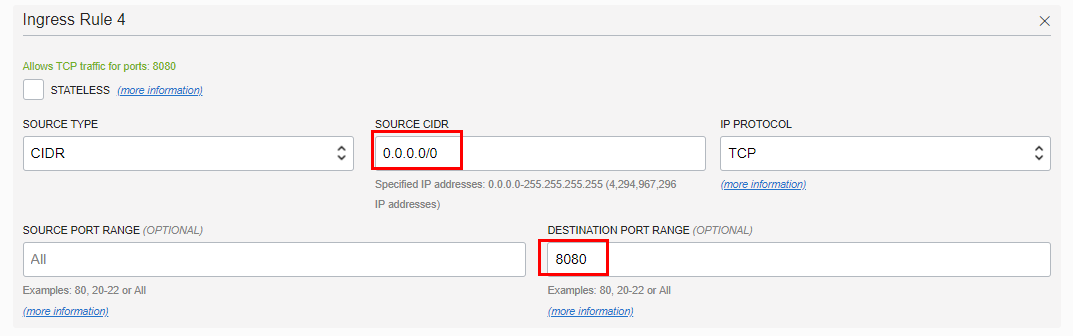 Ingress Rule 4
Allows TCP traffic for ports: 8080
STATELESS (more information)
SOURCE TYPE
CIDR
SOURCE CIDR
0.0.0.0/0
Specified IP addresses: 0.0.0.0-255.255.255.255 (4,294,967,296
IP addresses)
IP PROTOCOL
TCP
(more information)
SOURCE PORT RANGE (OPTIONAL)
All
Examples: 80, 20-22 or All
(more information)
DESTINATION PORT RANGE (OPTIONAL)
8080
Examples: 80, 20-22 or All
(more information)